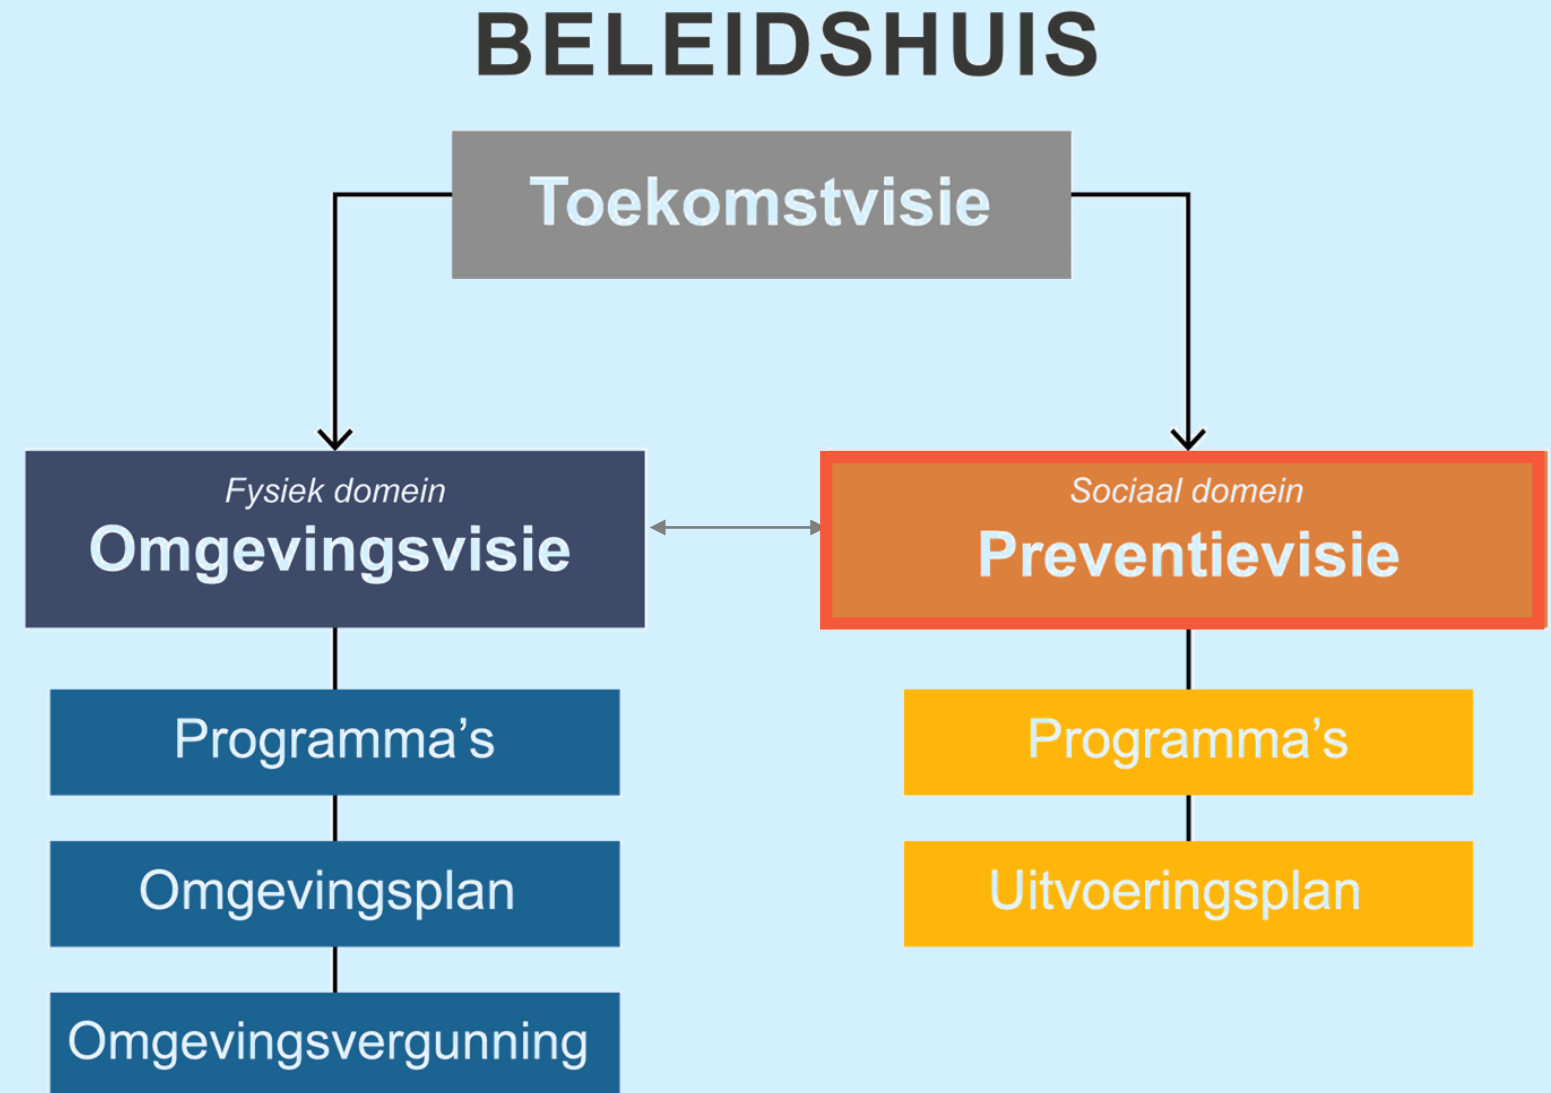 BELEIDSHUIS
Toekomstvisie
Fysiek domein
Omgevingsvisie
Sociaal domein
Preventievisie
Programma’s
Omgevingsplan
Omgevingsvergunning
Programma’s
Uitvoeringsplan